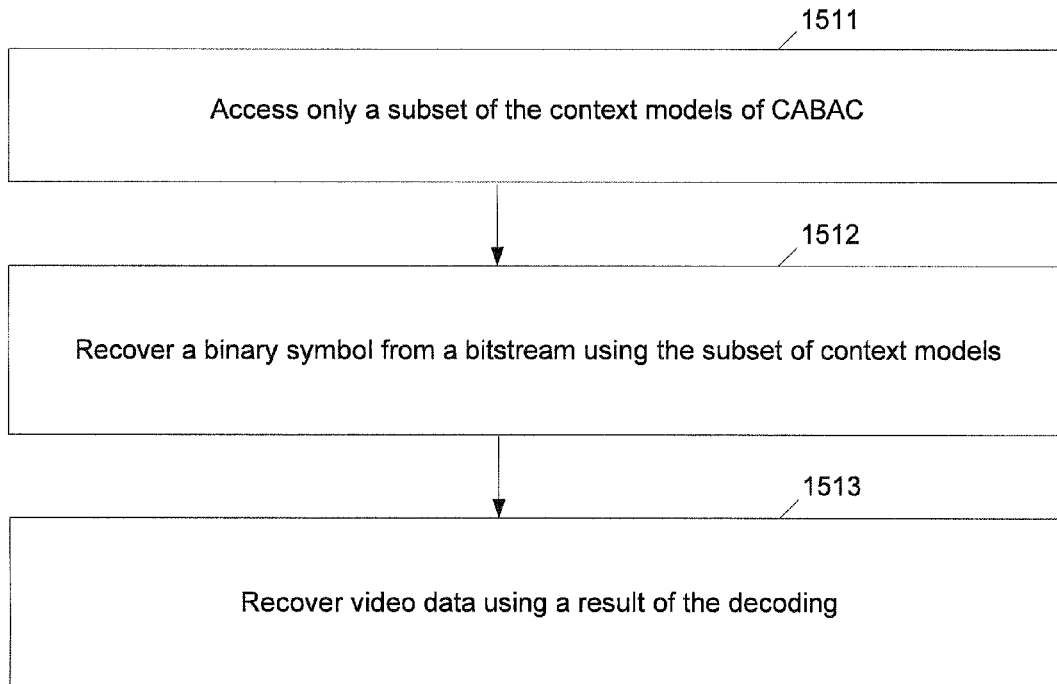 1511
Access only a subset of the context models of CABAC
1512
Recover a binary symbol from a bitstream using the subset of context models
1513
Recover video data using a result of the decoding